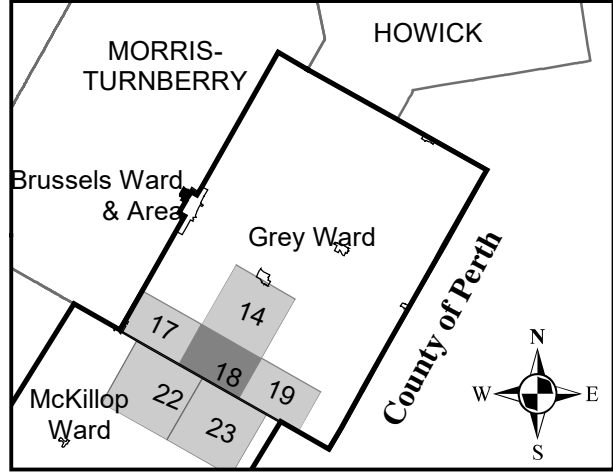 HOWICK
MORRIS-
TURNBERRY
Brussels Ward
& Area
Grey Ward
County of Perth
14
17
18
19
22
23
McKillop
Ward
N
W
E
S